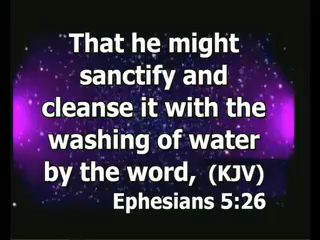 That he might
sanctify and
cleanse it with the
washing of water
by the word, (KJV)
Ephesians 5:26